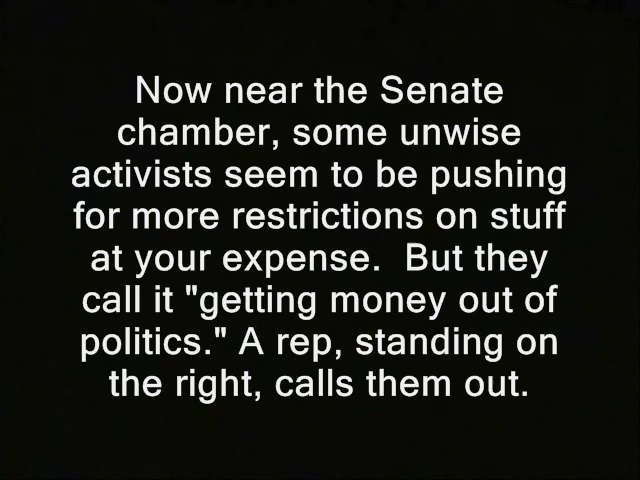 Now near the Senate
chamber, some unwise
activists seem to be pushing
for more restrictions on stuff
at your expense.  But they
call it "getting money out of
politics." A rep, standing on
the right, calls them out.